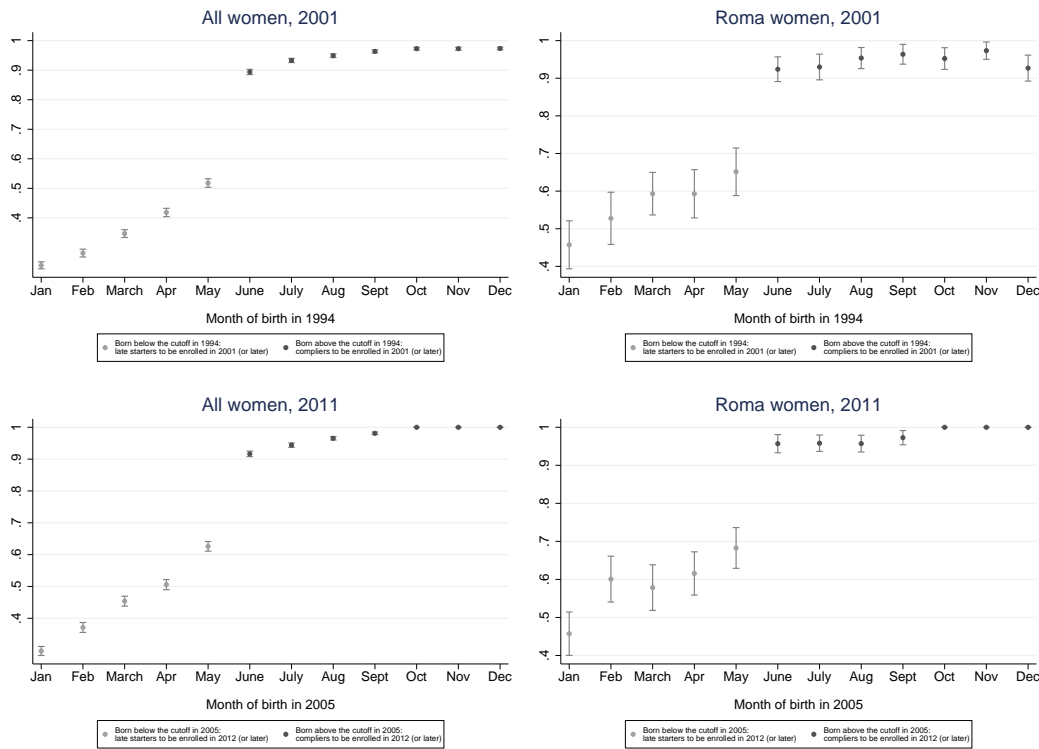 All women, 2001
1
.9
.8
.7
.6
.5
.4
Jan Feb March Apr May June July Aug Sept Oct Nov Dec
Month of birth in 1994
Born below the cutoff in 1994:
late starters to be enrolled in 2001 (or later)
Born above the cutoff in 1994:
compliers to be enrolled in 2001 (or later)
Roma women, 2001
1
.9
.8
.7
.6
.5
.4
Jan Feb March Apr May June July Aug Sept Oct Nov Dec
Month of birth in 1994
Born below the cutoff in 1994:
late starters to be enrolled in 2001 (or later)
Born above the cutoff in 1994:
compliers to be enrolled in 2001 (or later)
All women, 2011
1
.9
.8
.7
.6
.5
.4
Jan Feb March Apr May June July Aug Sept Oct Nov Dec
Month of birth in 2005
Born below the cutoff in 2005:
late starters to be enrolled in 2012 (or later)
Born above the cutoff in 2005:
compliers to be enrolled in 2012 (or later)
Roma women, 2011
1
.9
.8
.7
.6
.5
.4
Jan Feb March Apr May June July Aug Sept Oct Nov Dec
Month of birth in 2005
Born below the cutoff in 2005:
late starters to be enrolled in 2012 (or later)
Born above the cutoff in 2005:
compliers to be enrolled in 2012 (or later)